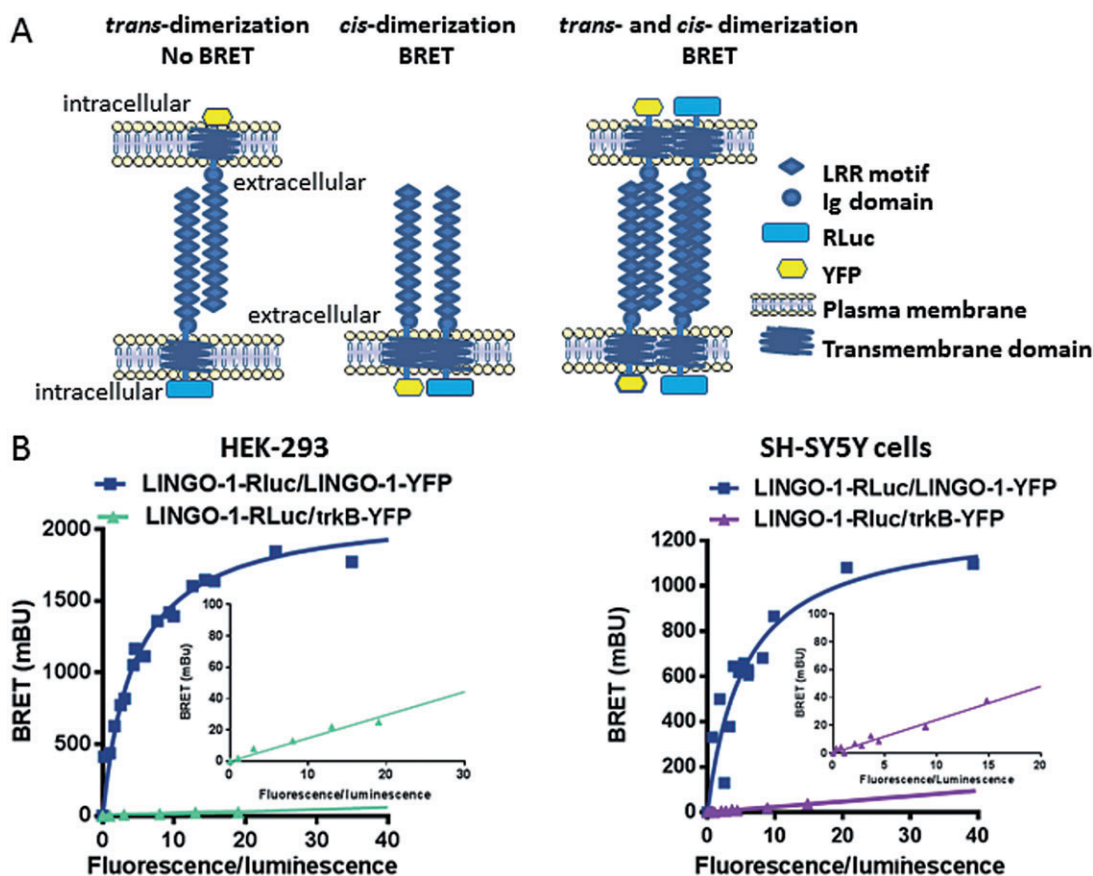 A
trans-dimerization
No BRET
cis-dimerization
BRET
trans- and cis- dimerization
BRET
intracellular
extracellular
extracellular
intracellular
LRR motif
Ig domain
RLuc
YFP
Plasma membrane
Transmembrane domain
B
HEK-293
LINGO-1-Rluc/LINGO-1-YFP
LINGO-1-RLuc/trkB-YFP
BRET (mBU)
2000
1500
1000
500
0
0 10 20 30 40
Fluorescence/luminescence
BRET (mBU)
100
80
60
40
20
0
0 10 20 30
Fluorescence/luminescence
SH-SY5Y cells
LINGO-1-RLuc/LINGO-1-YFP
LINGO-1-Rluc/trkB-YFP
BRET (mBU)
1200
1000
800
600
400
200
0
0 10 20 30 40
Fluorescence/luminescence
BRET (mBU)
100
80
60
40
20
0
0 5 10 15 20
Fluorescence/Luminescence